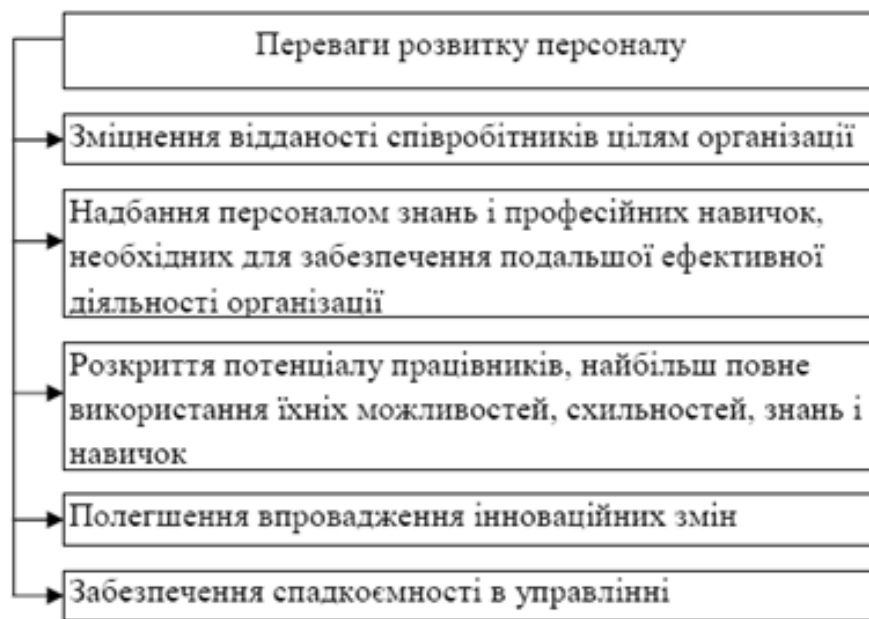 Переваги розвитку персоналу
Зміцнення відданості співробітників цілям організації
Надбання персоналом знань і професійних навичок,
необхідних для забезпечення подальшої ефективної
діяльності організації
Розкриття потенціалу працівників, найбільш повне
використання їхніх можливостей, схильностей, знань і
навичок
Полегшення впровадження інноваційних змін
Забезпечення спадкоємності в управлінні